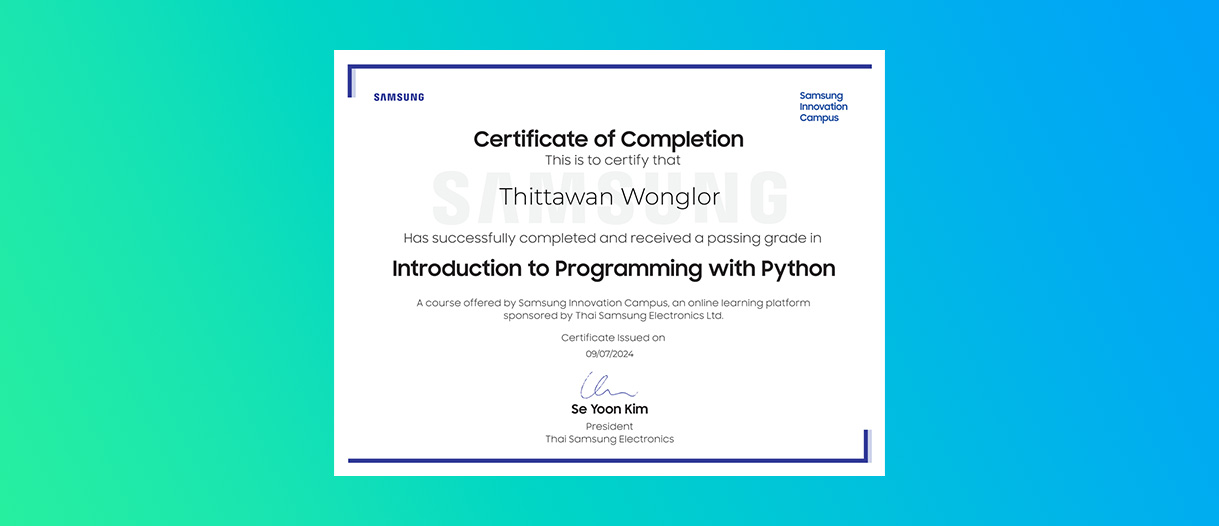 SAMSUNG
Samsung
Innovation
Campus
Certificate of Completion
This is to certify that
SAMSUNG
Thittawan Wonglor
Has successfully completed and received a passing grade in
Introduction to Programming with Python
A course offered by Samsung Innovation Campus, an online learning platform
sponsored by Thai Samsung Electronics Ltd.
Certificate Issued on
09/07/2024
Se Yoon Kim
President
Thai Samsung Electronics